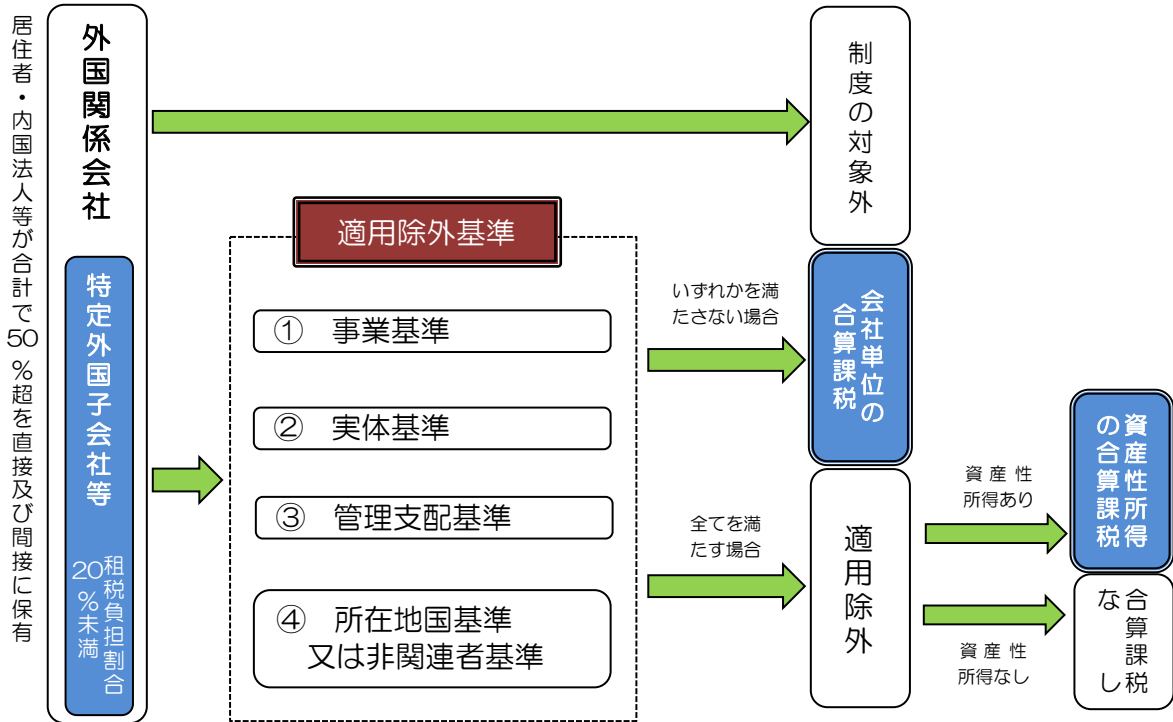 居住者・内国法人等が合計で50％超を直接及び間接に保有
外国関係会社
特定外国子会社等
租税負担割合
20％未満
適用除外基準
① 事業基準
② 実体基準
③ 管理支配基準
④ 所在地国基準
又は非関連者基準
いずれかを満
たさない場合
全てを満
たす場合
制度の対象外
会社単位の
合算課税
適用除外
資産性
所得あり
資産性
所得なし
資産性所得
の合算課税
合算課税
なし